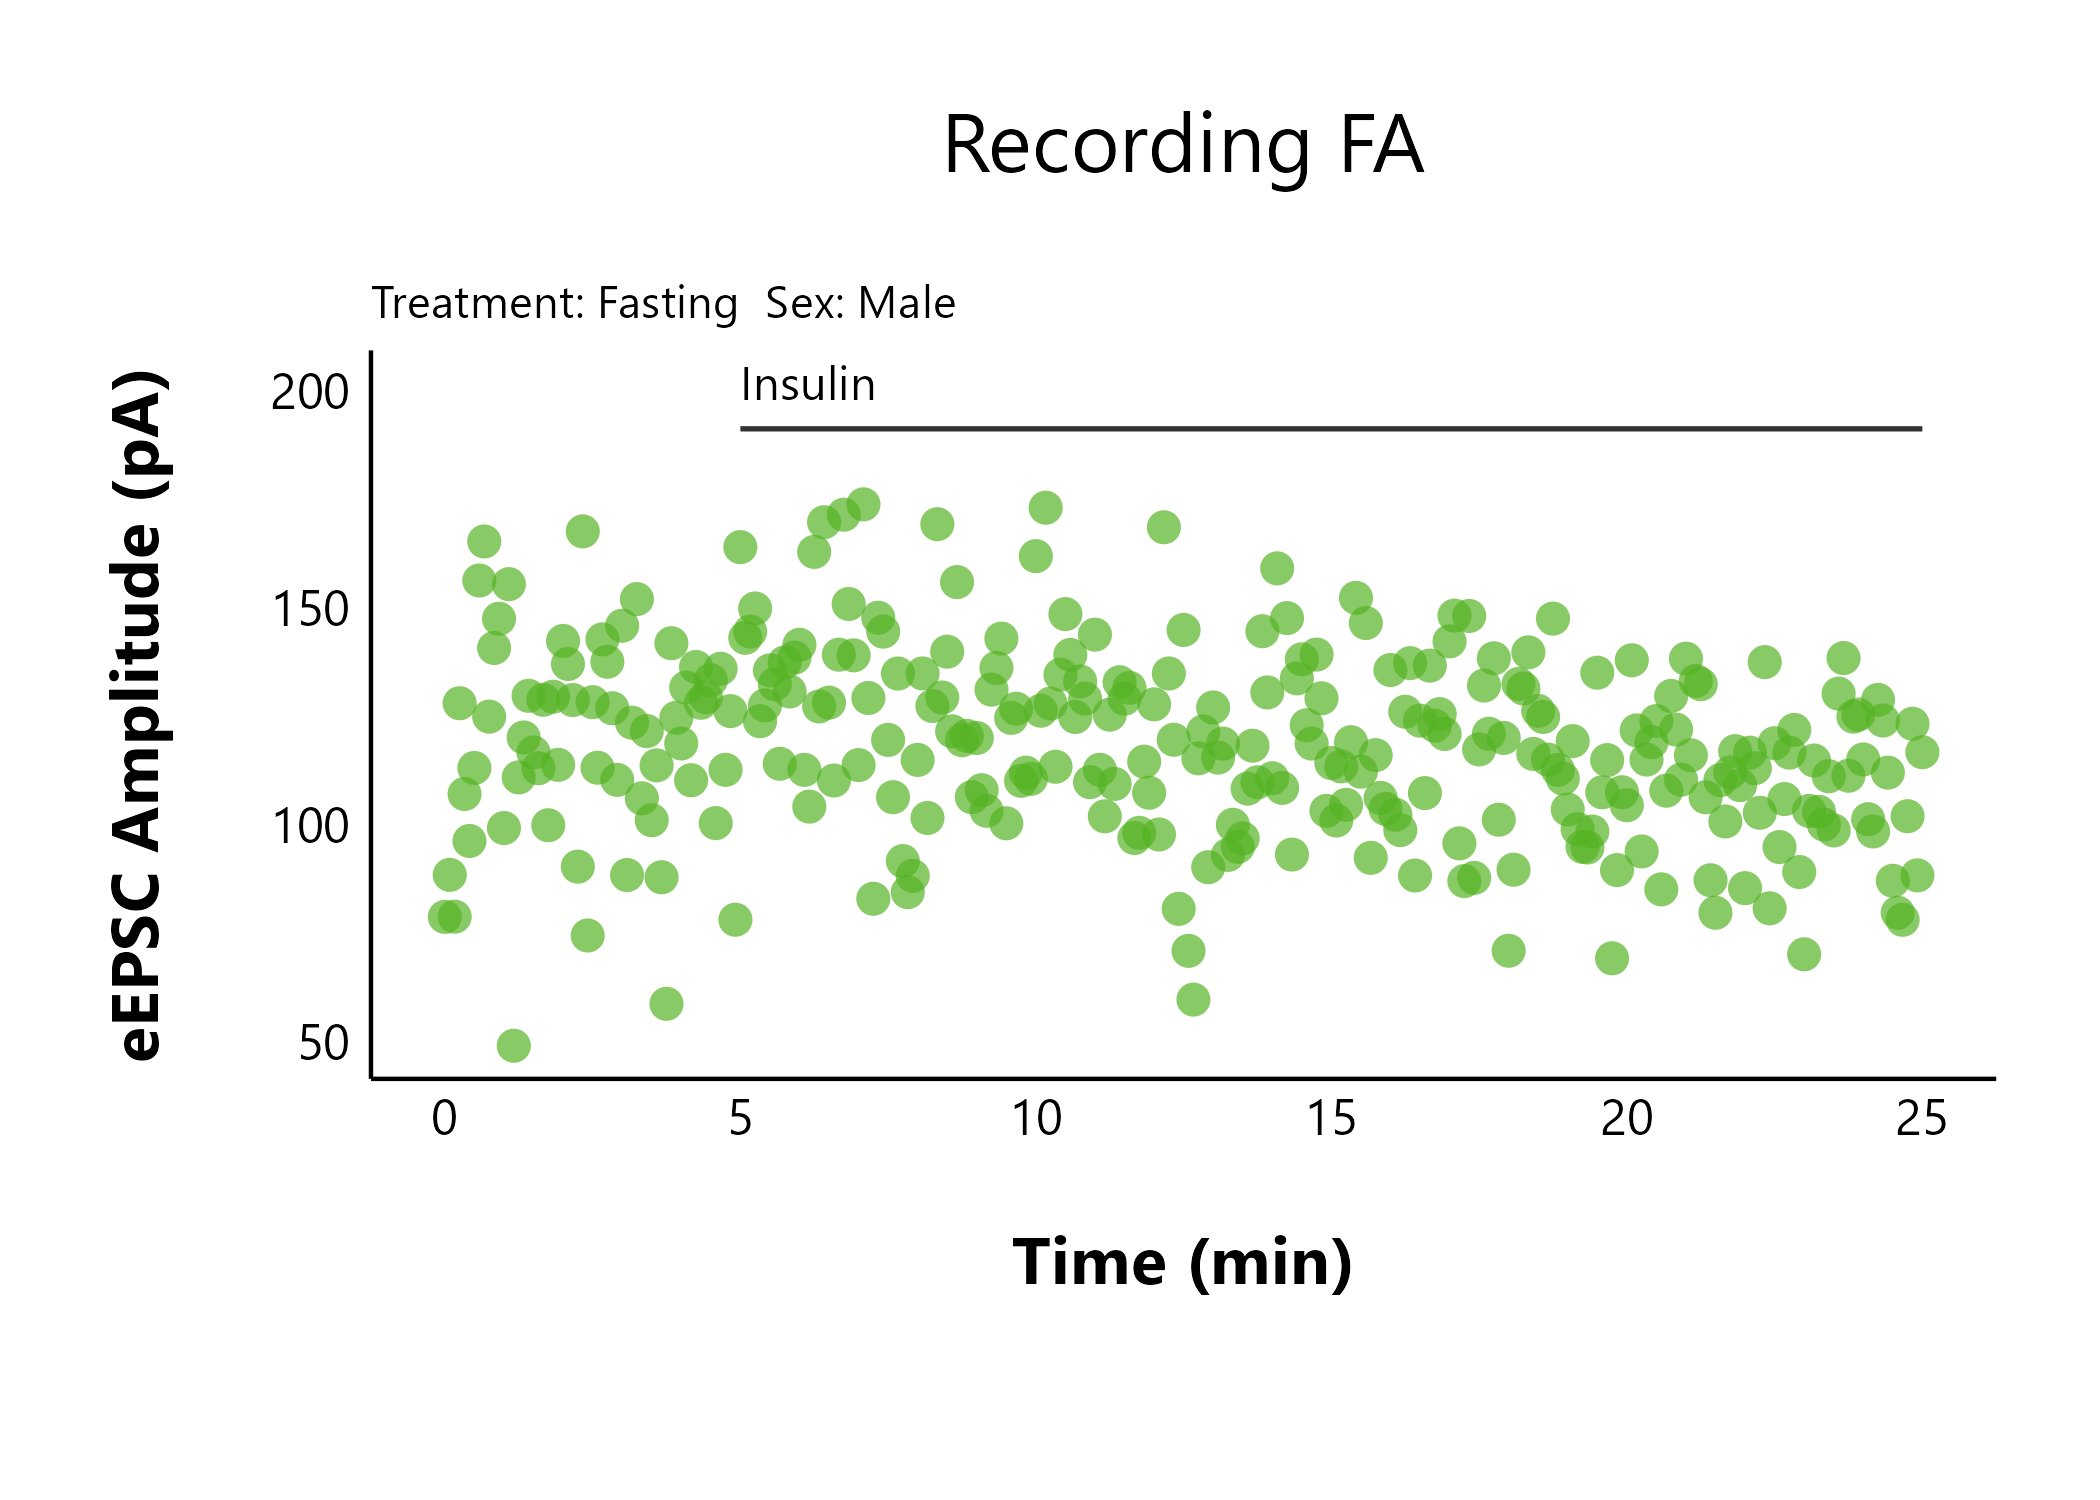 Recording FA
Treatment: Fasting  Sex: Male
Insulin
eEPSC Amplitude (pA)
200
150
100
50
0 5 10 15 20 25
Time (min)